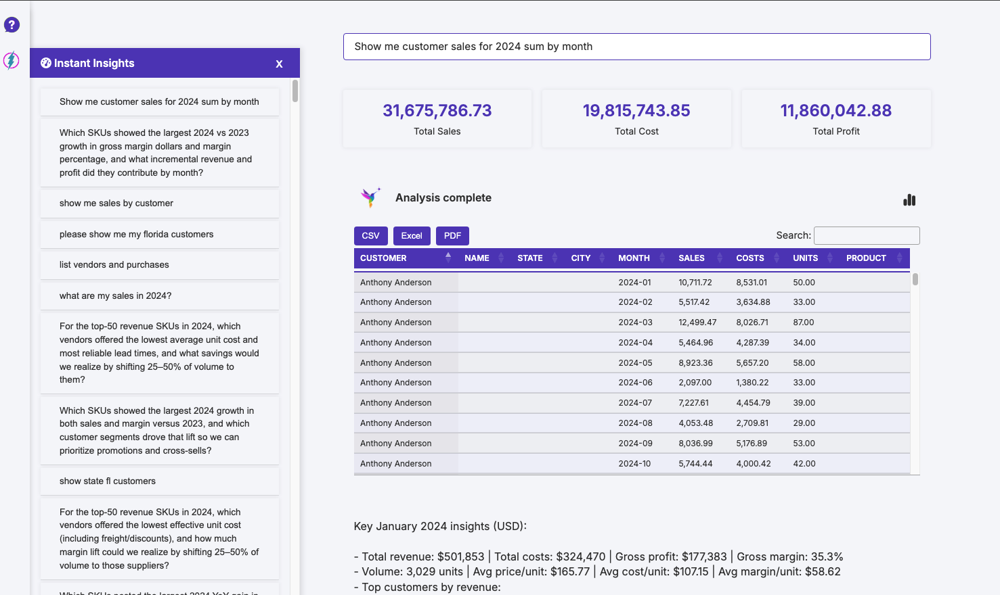 ?
Instant Insights
X
Show me customer sales for 2024 sum by month
Which SKUs showed the largest 2024 vs 2023
growth in gross margin dollars and margin
percentage, and what incremental revenue and
profit did they contribute by month?
show me sales by customer
please show me my florida customers
list vendors and purchases
what are my sales in 2024?
For the top-50 revenue SKUs in 2024, which
vendors offered the lowest average unit cost and
most reliable lead times, and what savings would
we realize by shifting 25–50% of volume to
them?
Which SKUs showed the largest 2024 growth in
both sales and margin versus 2023, and which
customer segments drove that lift so we can
prioritize promotions and cross-sells?
show state fl customers
For the top-50 revenue SKUs in 2024, which
vendors offered the lowest effective unit cost
(including freight/discounts), and how much
margin lift could we realize by shifting 25–50% of
volume to those suppliers?
Which SKUs posted the largest 2024 YoY gain in
Show me customer sales for 2024 sum by month
31,675,786.73
Total Sales
19,815,743.85
Total Cost
11,860,042.88
Total Profit
Analysis complete
CSV Excel PDF Search:
CUSTOMER NAME STATE CITY MONTH SALES COSTS UNITS PRODUCT
Anthony Anderson 2024-01 10,711.72 8,531.01 50.00
Anthony Anderson 2024-02 5,517.42 3,634.88 33.00
Anthony Anderson 2024-03 12,499.47 8,026.71 87.00
Anthony Anderson 2024-04 5,464.96 4,287.39 34.00
Anthony Anderson 2024-05 8,923.36 5,657.20 58.00
Anthony Anderson 2024-06 2,097.00 1,380.22 33.00
Anthony Anderson 2024-07 7,227.61 4,454.79 39.00
Anthony Anderson 2024-08 4,053.48 2,709.81 29.00
Anthony Anderson 2024-09 8,036.99 5,176.89 53.00
Anthony Anderson 2024-10 5,744.44 4,000.42 42.00
Key January 2024 insights (USD):
- Total revenue: $501,853 | Total costs: $324,470 | Gross profit: $177,383 | Gross margin: 35.3%
- Volume: 3,029 units | Avg price/unit: $165.77 | Avg cost/unit: $107.15 | Avg margin/unit: $58.62
- Top customers by revenue: